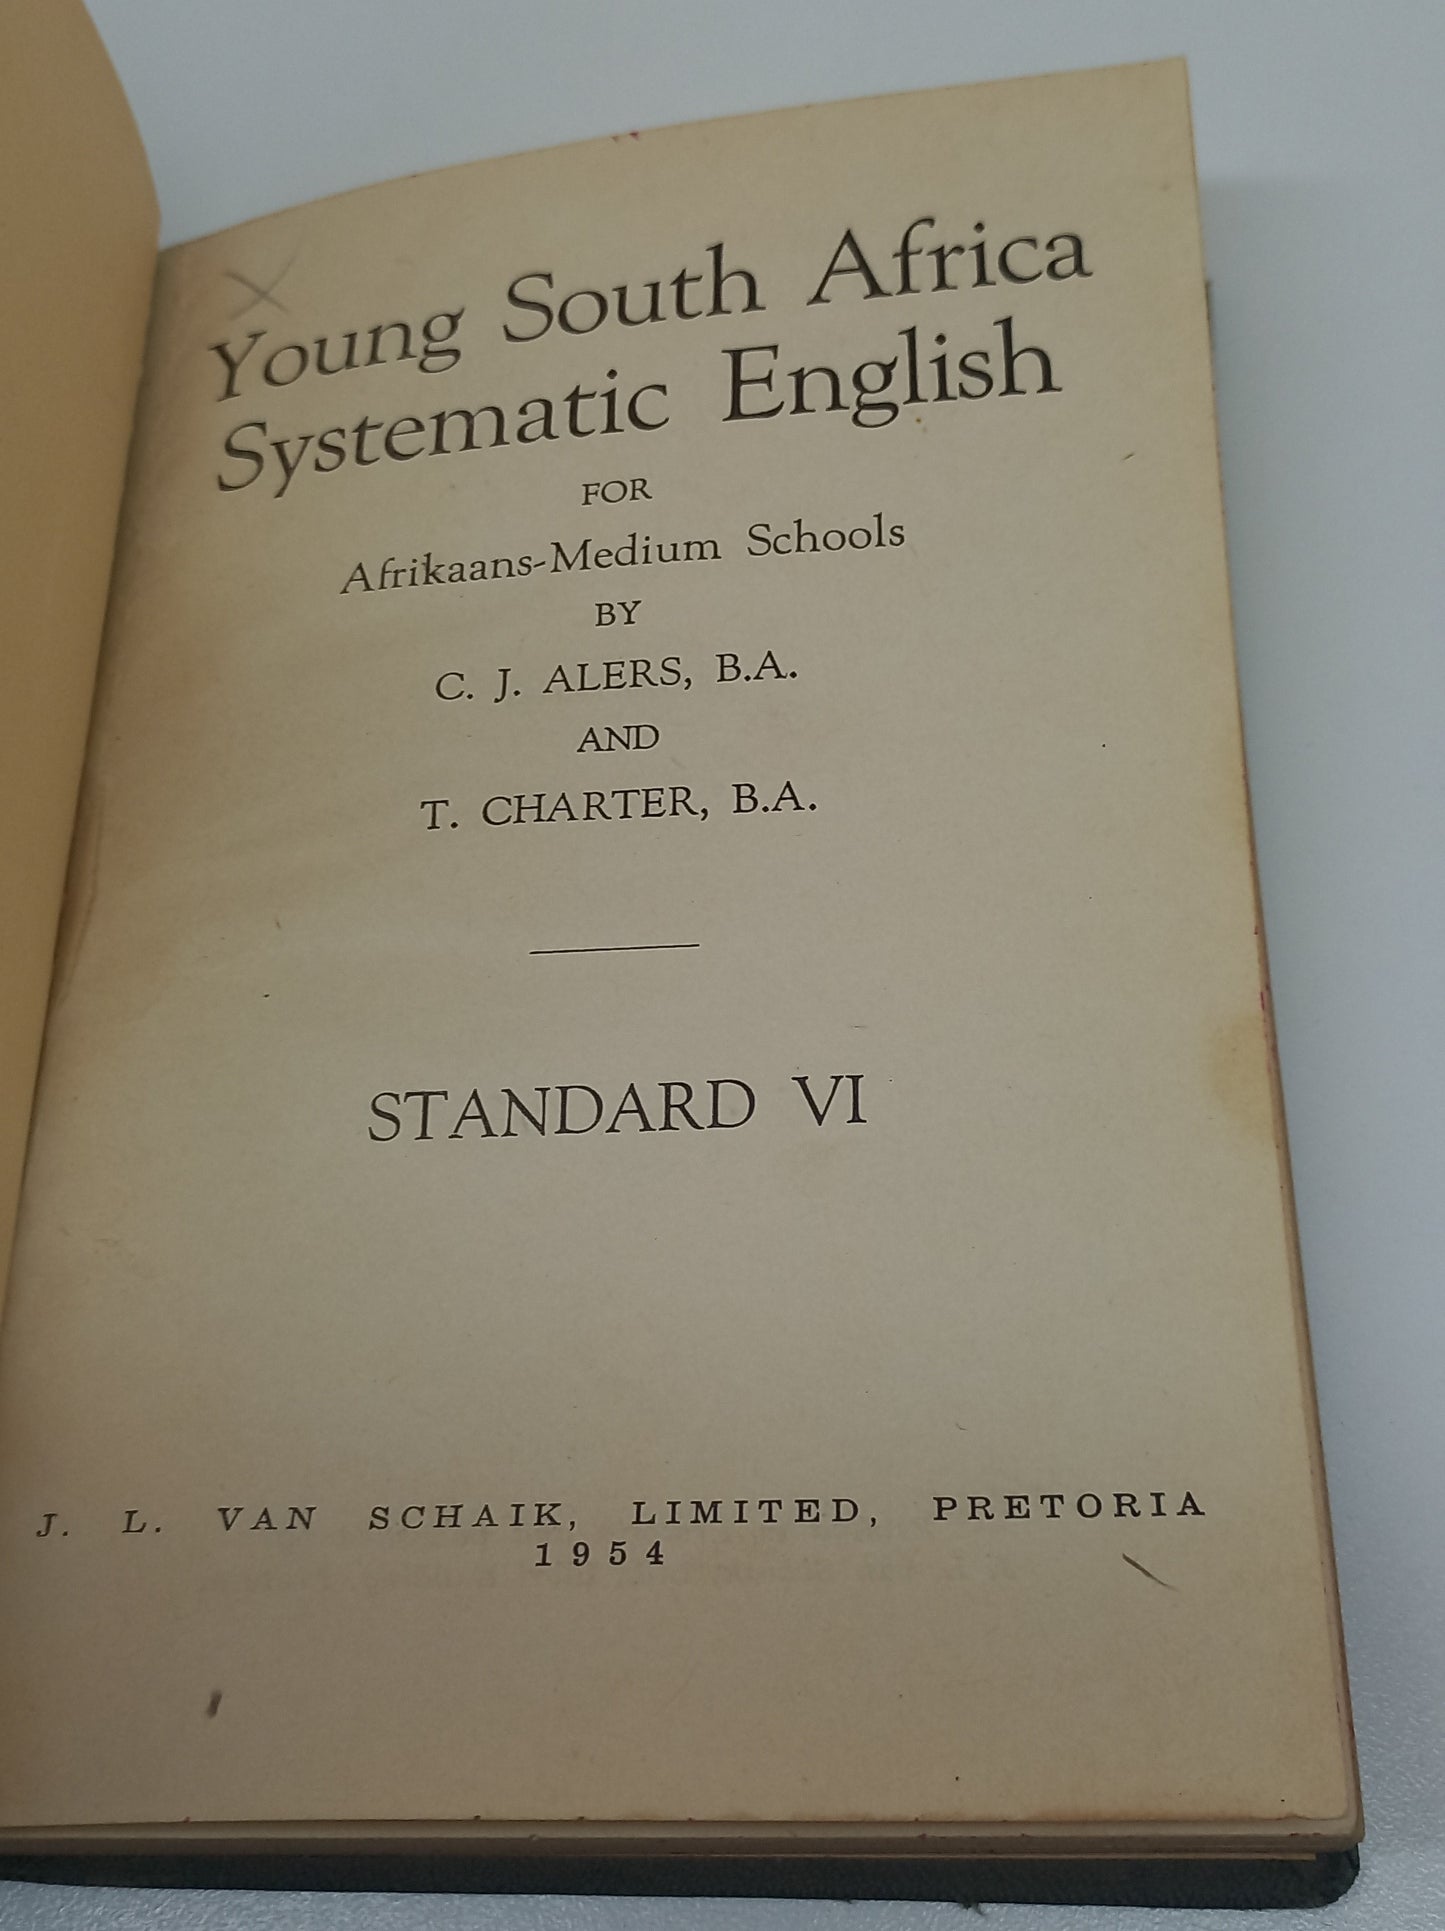 Young South Africa
Systematic English
FOR
Afrikaans-Medium Schools
BY
C. J. ALERS, B.A.
AND
T. CHARTER, B.A.
STANDARD VI
J. L. VAN SCHAIK, LIMITED, PRETORIA
1954